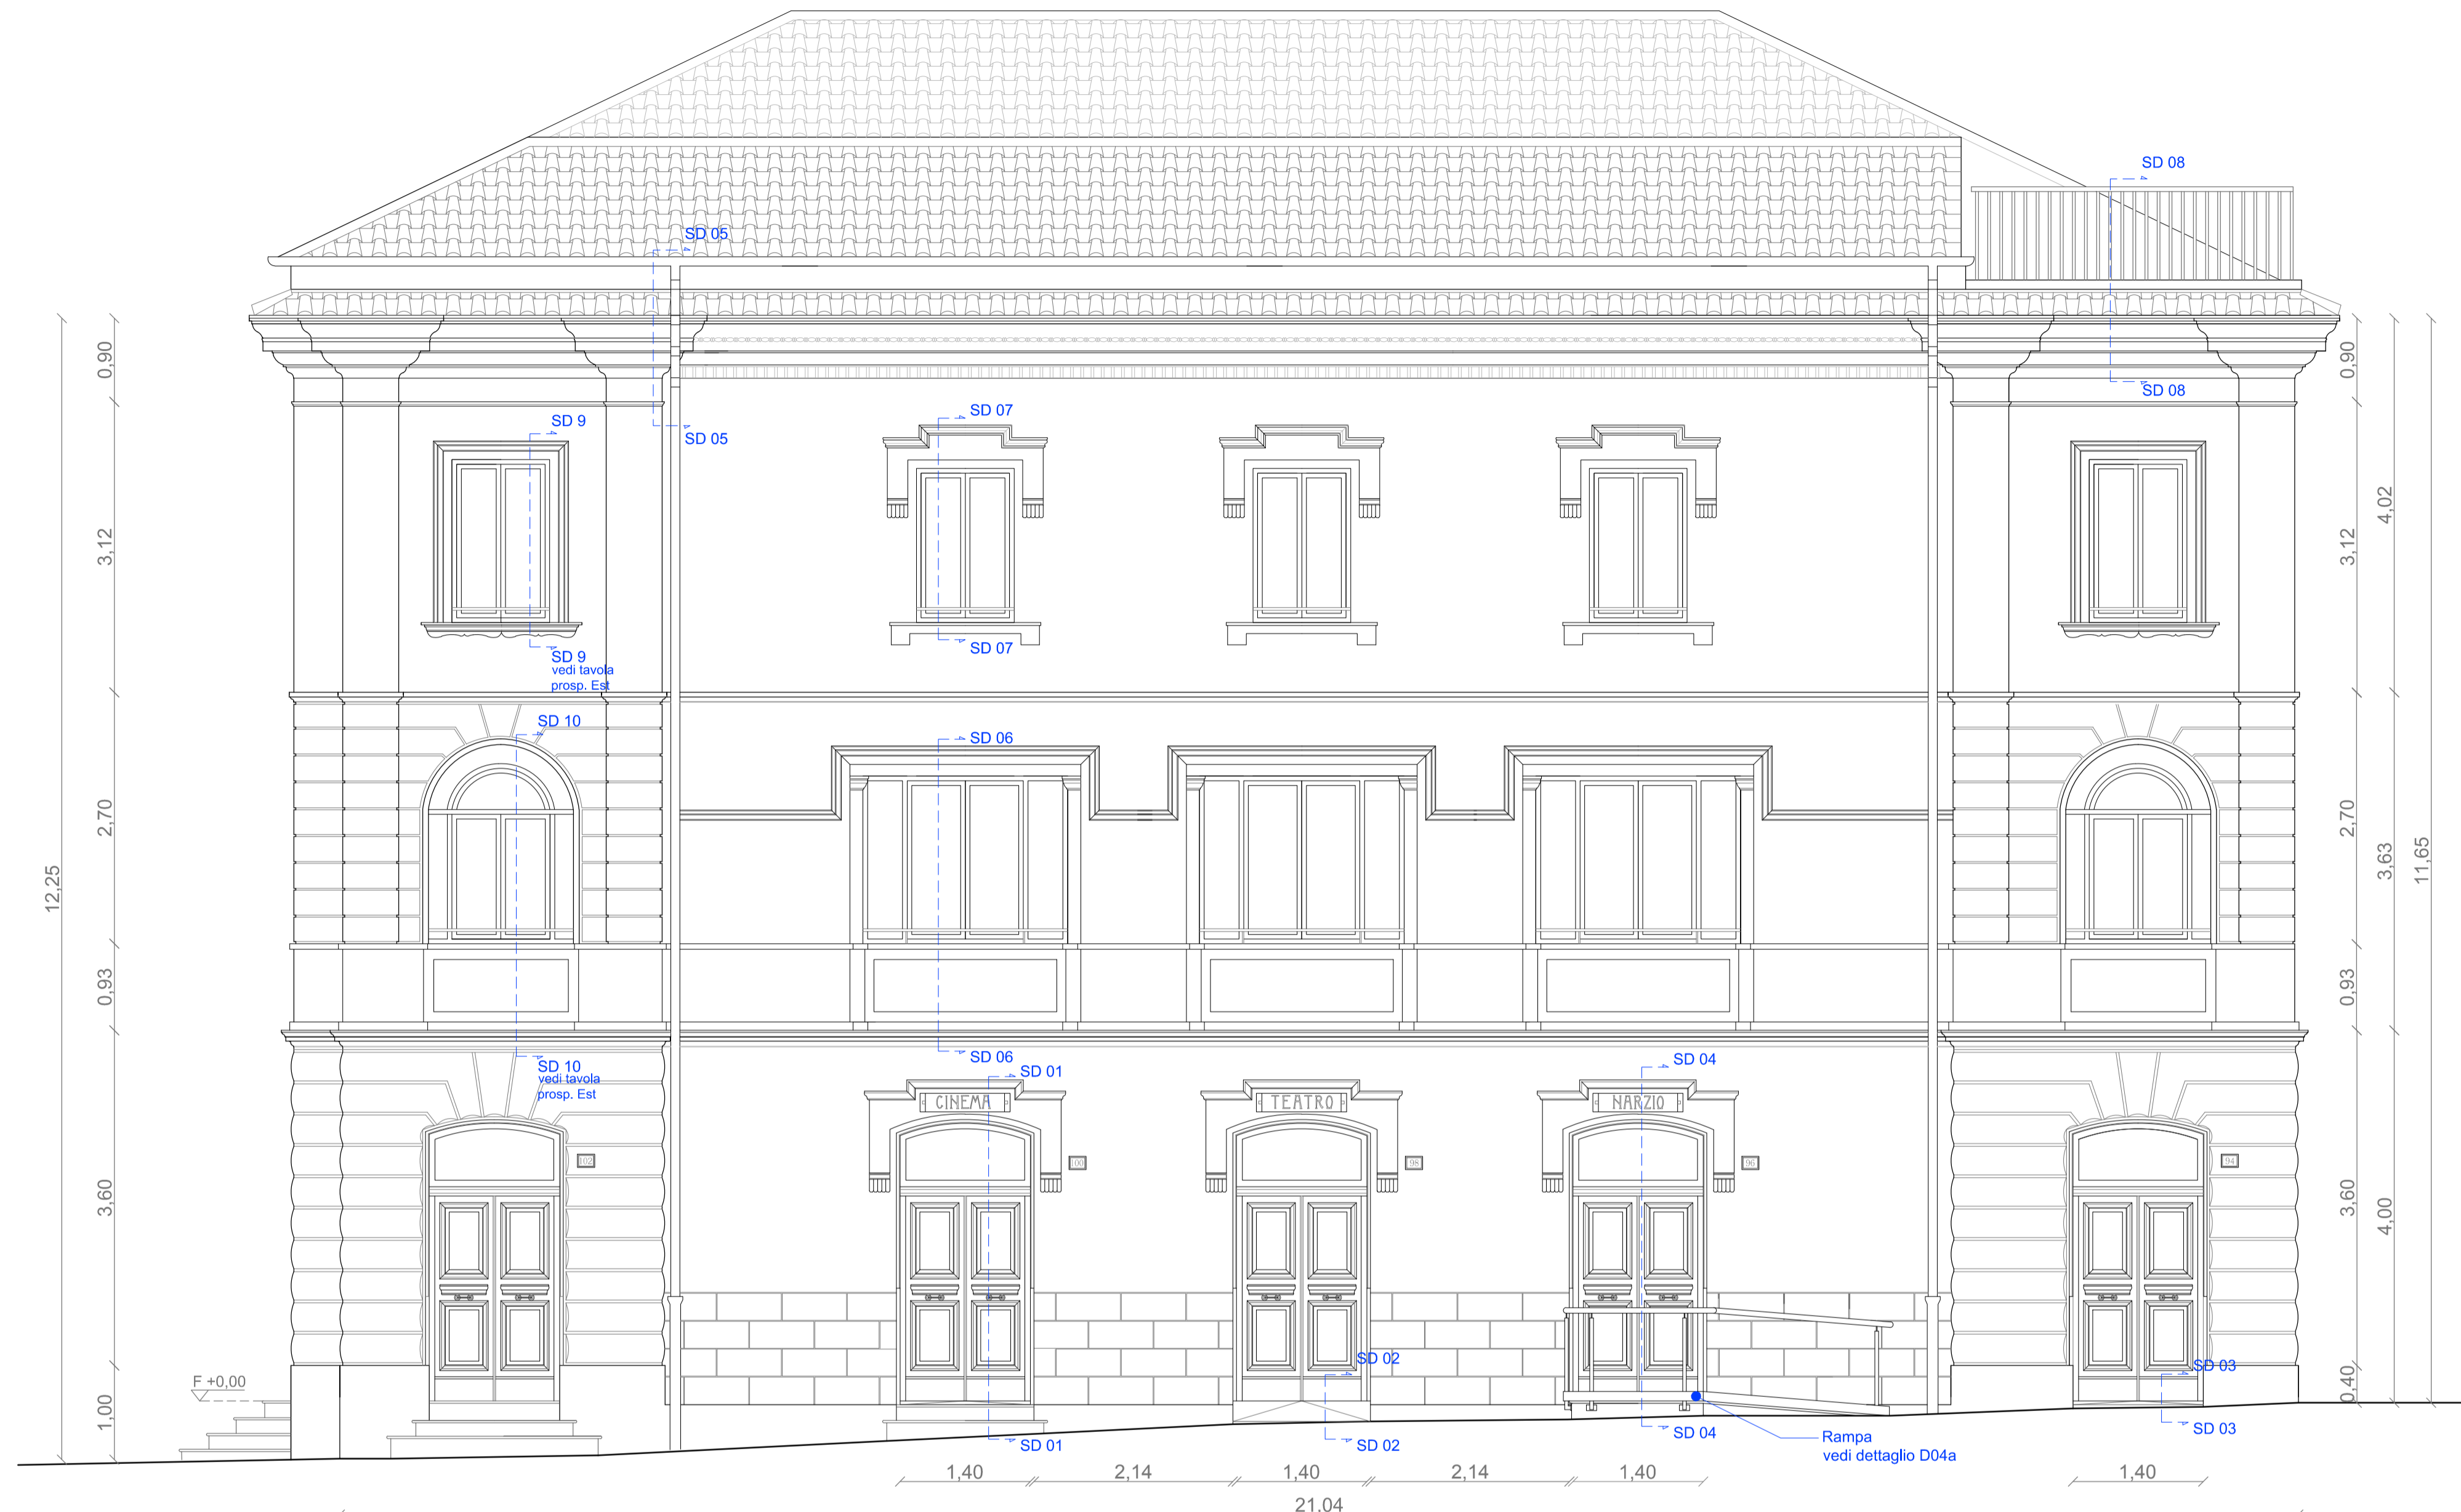 SD 08
SD 05
0,90
0,90
SD 08
SD 9
SD 07
SD 05
3,12
3,12
4,02
SD 9
vedi tavola
prosp. Est
SD 07
SD 10
SD 06
2,70
2,70
12,25
3,63
11,65
0,93
0,93
SD 10
vedi tavola
prosp. Est
SD 06
SD 01
SD 04
CINEMA
TEATRO
NARZIO
102
100
98
96
94
3,60
3,60
4,00
F +0,00
SD 02
SD 03
0,40
1,00
SD 01
SD 02
SD 04
SD 03
Rampa
vedi dettaglio D04a
1,40
2,14
1,40
2,14
1,40
1,40
21,04